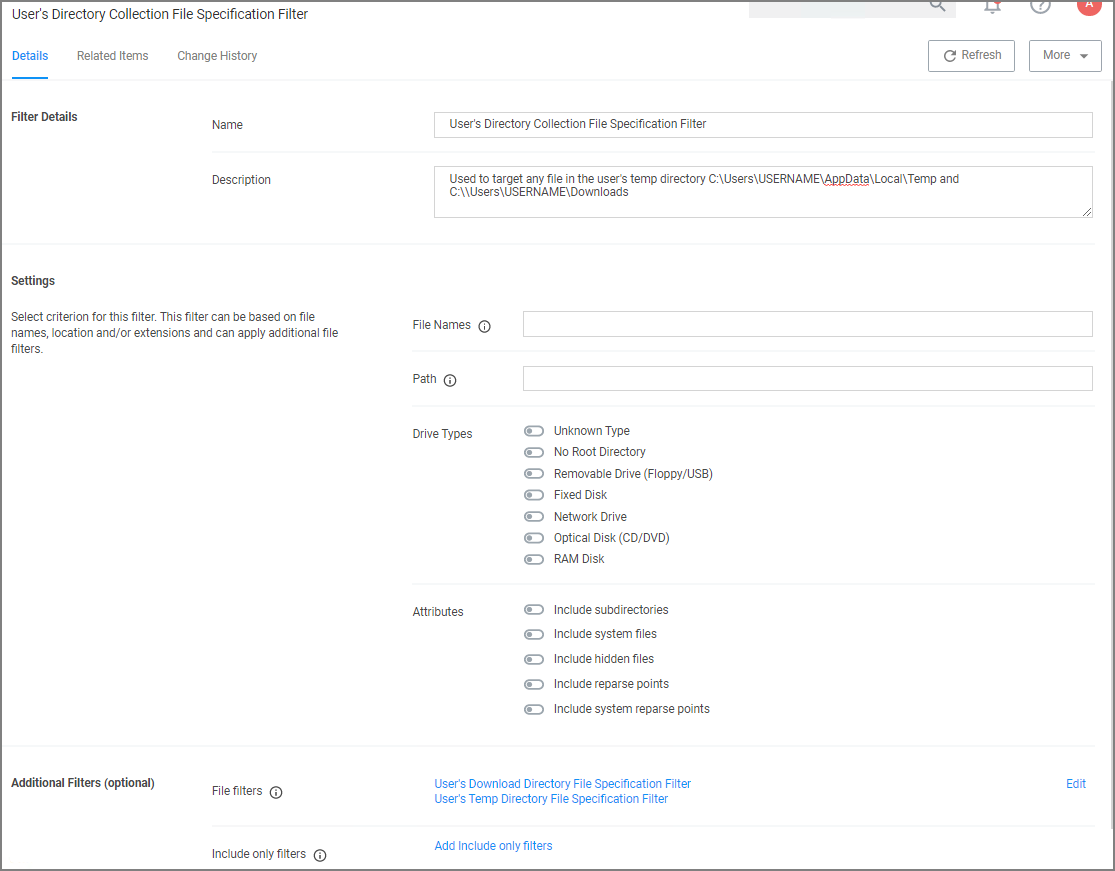 User's Directory Collection File Specification Filter
A
Details
Related Items
Change History
Refresh
More
Filter Details
Name
User's Directory Collection File Specification Filter
Description
Used to target any file in the user's temp directory C:\Users\USERNAME\AppData\Local\Temp and
C:\\Users\USERNAME\Downloads
Settings
Select criterion for this filter. This filter can be based on file
names, location and/or extensions and can apply additional file
filters.
File Names
Path
Drive Types
Unknown Type
No Root Directory
Removable Drive (Floppy/USB)
Fixed Disk
Network Drive
Optical Disk (CD/DVD)
RAM Disk
Attributes
Include subdirectories
Include system files
Include hidden files
Include reparse points
Include system reparse points
Additional Filters (optional)
File filters
User's Download Directory File Specification Filter
User's Temp Directory File Specification Filter
Edit
Include only filters
Add Include only filters